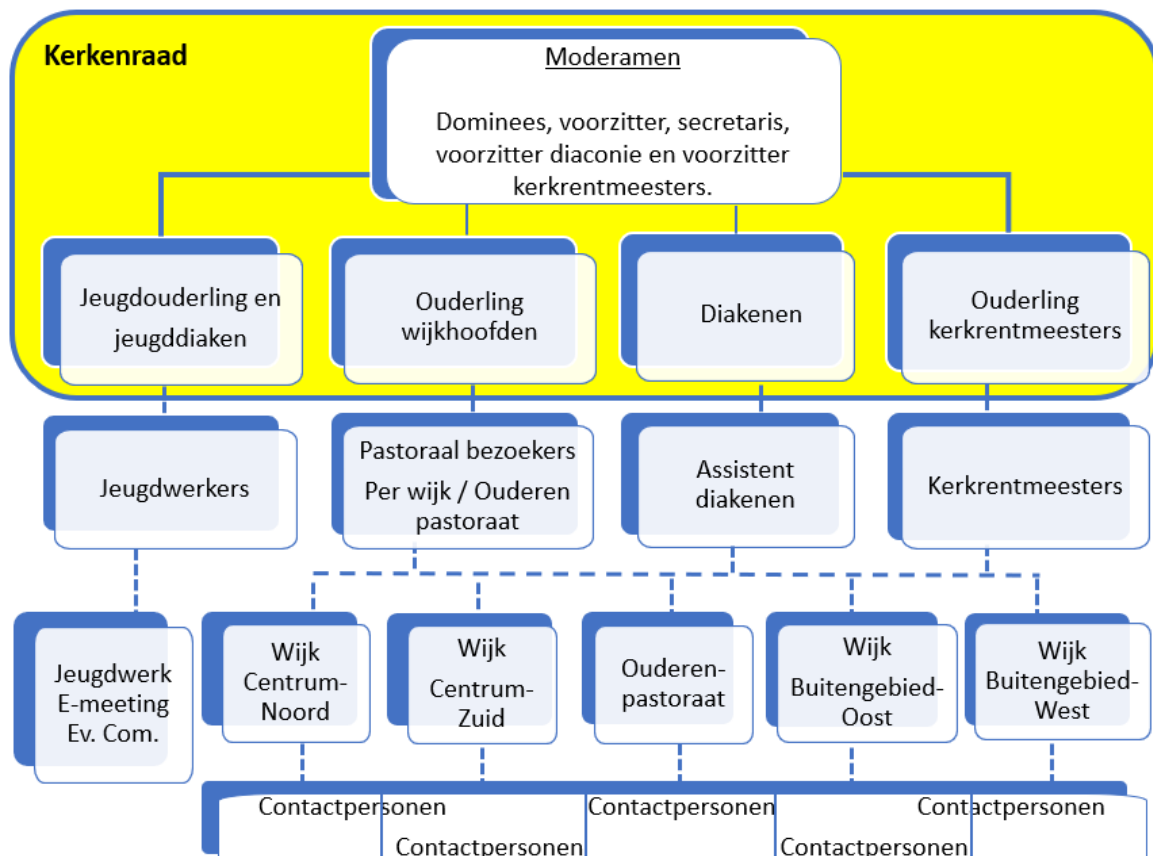 Kerkenraad
Moderamen
Dominees, voorzitter, secretaris,
voorzitter diaconie en voorzitter
kerkrentmeesters.
Jeugdouderling en
jeugddiaken
Ouderling
wijkhoofden
Diakenen
Ouderling
kerkrentmeesters
Jeugdwerkers
Pastoraal bezoekers
Per wijk / Ouderen
pastoraat
Assistent
diakenen
Kerkrentmeesters
Jeugdwerk
E-meeting
Ev. Com.
Wijk
Centrum-
Noord
Wijk
Centrum-
Zuid
Ouderen-
pastoraat
Wijk
Buitengebied-
Oost
Wijk
Buitengebied-
West
Contactpersonen
Contactpersonen
Contactpersonen
Contactpersonen
Contactpersonen